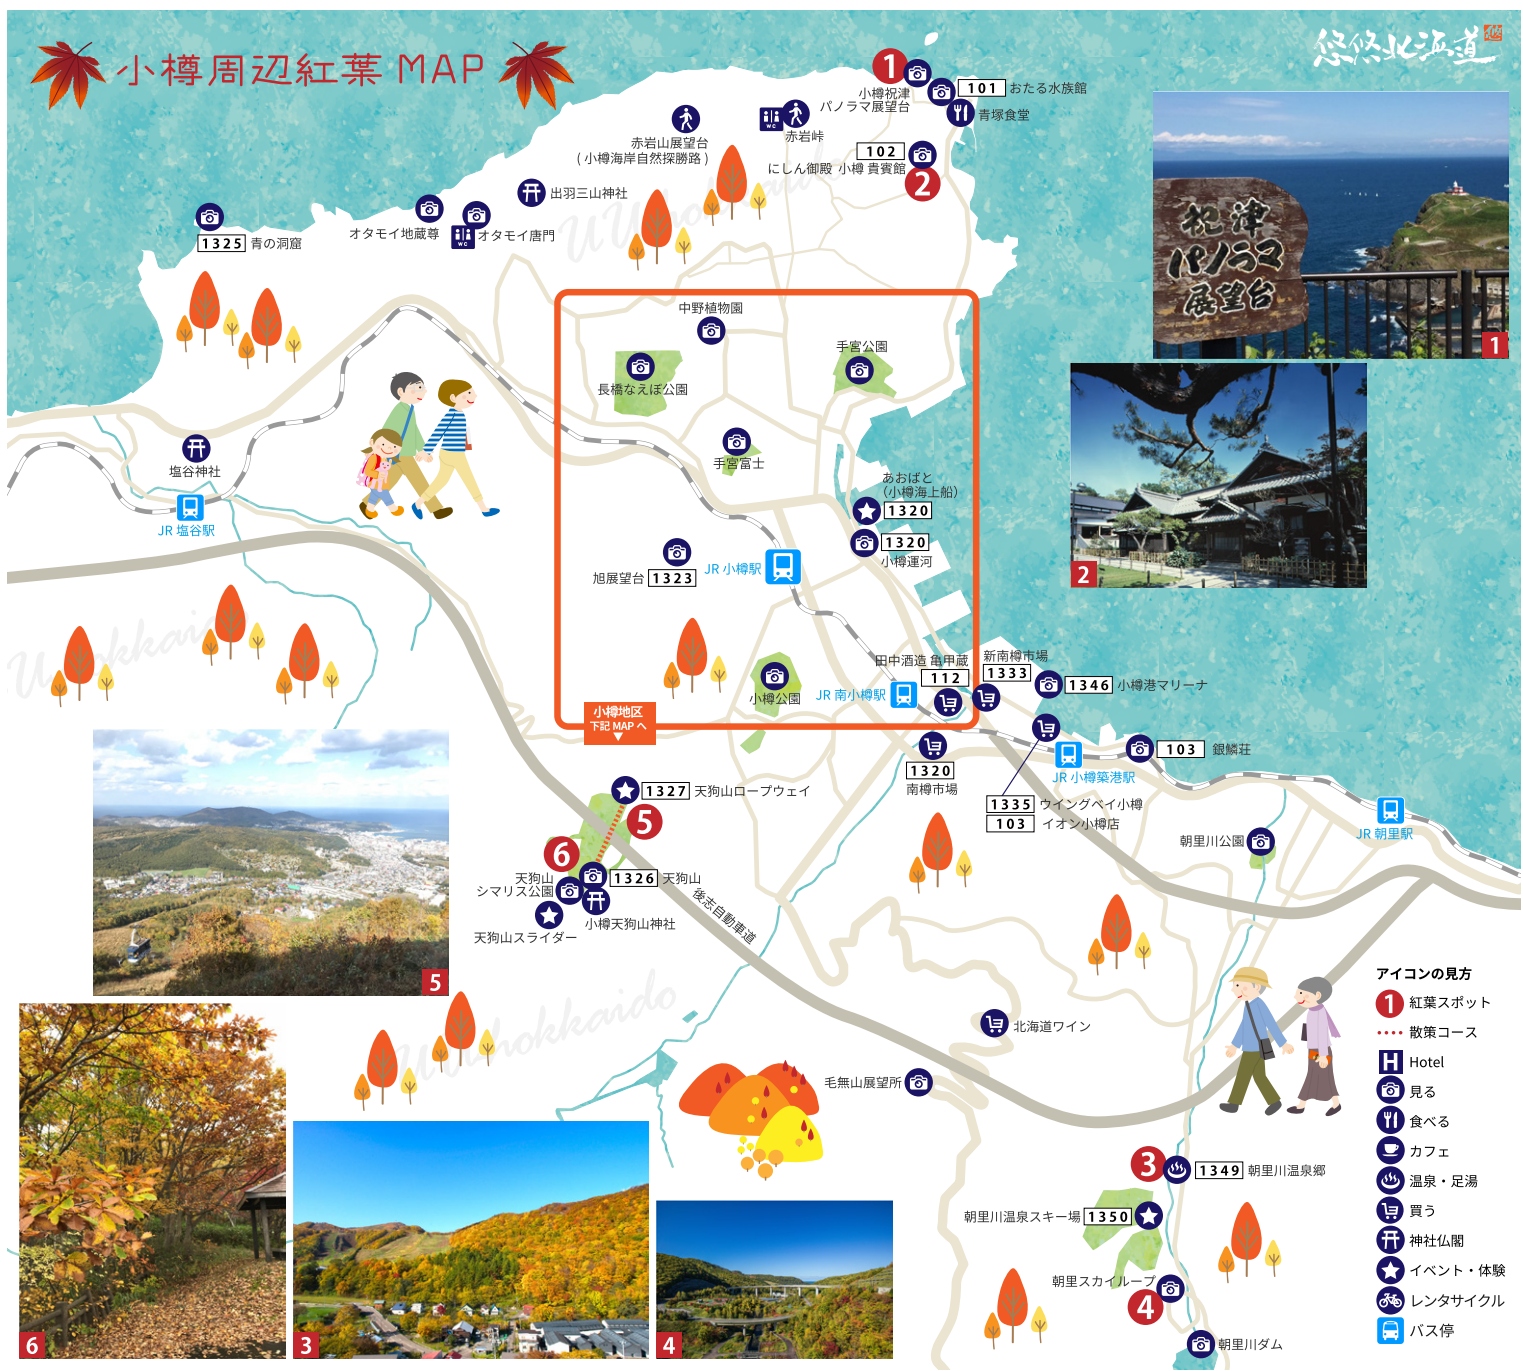 小樽周辺紅葉 MAP
悠悠北海道
1
小樽祝津
パノラマ展望台
101 おたる水族館
青塚食堂
赤岩山展望台
( 小樽海岸自然探勝路 )
WC
赤岩峠
102
にしん御殿 小樽 貴賓館
2
出羽三山神社
オタモイ地蔵尊
WC
オタモイ唐門
1325 青の洞窟
Uuhokkaido
祝津
パノラマ
展望台
1
2
中野植物園
手宮公園
長橋なえぼ公園
手宮富士
あおばと
（小樽海上船）
1320
1320
小樽運河
塩谷神社
JR 塩谷駅
旭展望台 1323
JR 小樽駅
Uuhokkaido
田中酒造 亀甲蔵
112
新南樽市場
1333
1346 小樽港マリーナ
小樽公園
JR 南小樽駅
小樽地区
下記 MAP へ
▼
1320
南樽市場
JR 小樽築港駅
103 銀鱗荘
1335 ウイングベイ小樽
103 イオン小樽店
JR 朝里駅
朝里川公園
1327 天狗山ロープウェイ
5
6
天狗山
シマリス公園
1326 天狗山
小樽天狗山神社
天狗山スライダー
後志自動車道
5
Uuhokkaido
北海道ワイン
毛無山展望所
3
1349 朝里川温泉郷
朝里川温泉スキー場 1350
朝里スカイループ
4
朝里川ダム
6
3
4
アイコンの見方
1 紅葉スポット
散策コース
H Hotel
見る
食べる
カフェ
温泉・足湯
買う
神社仏閣
イベント・体験
レンタサイクル
バス停